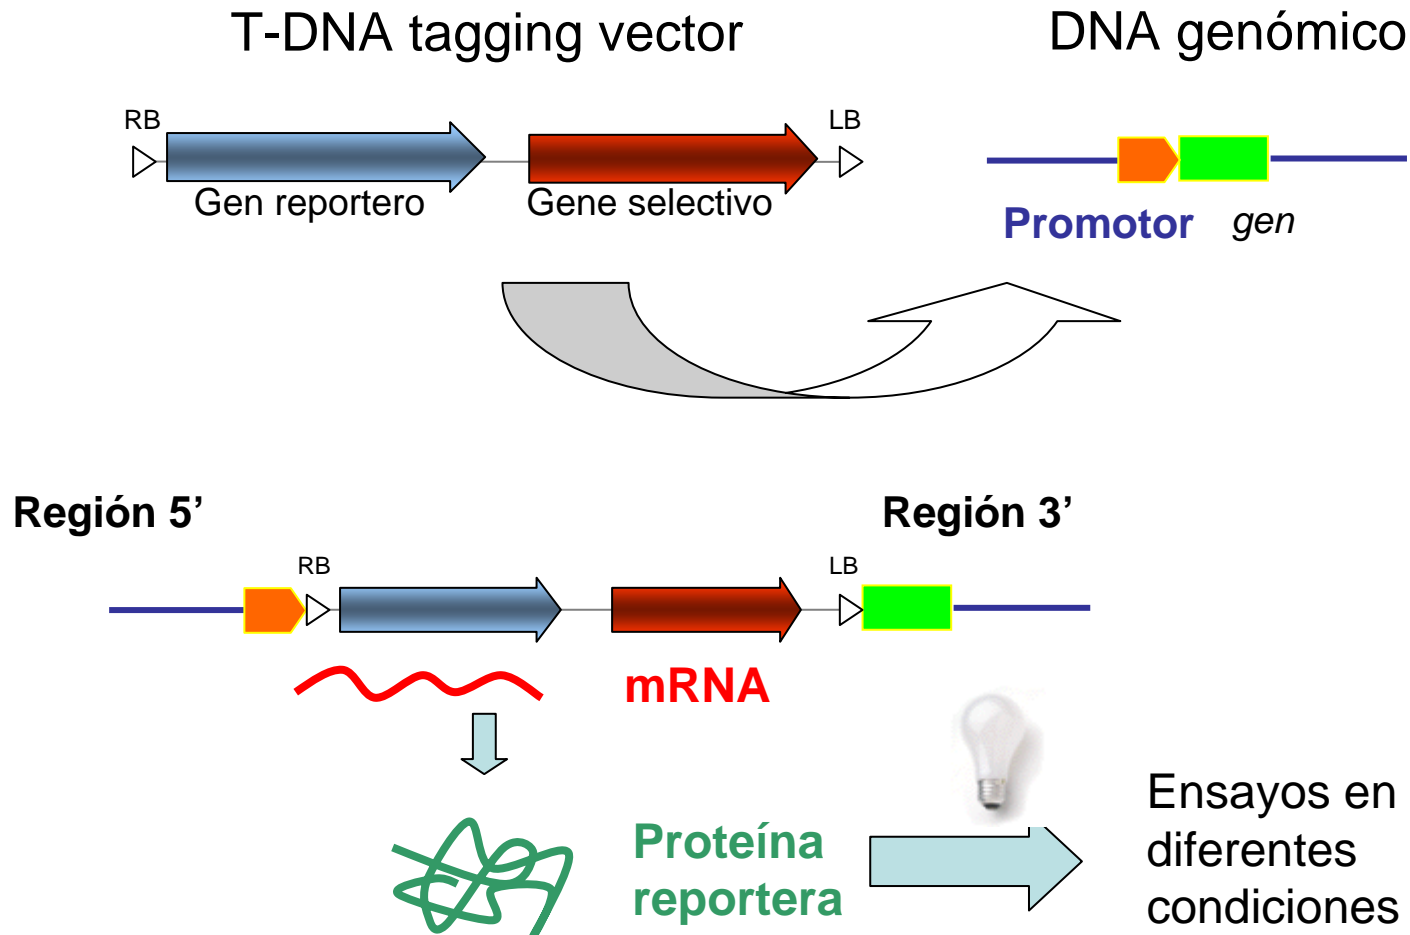 T-DNA tagging vector
DNA genómico
RB
LB
Gen reportero
Gene selectivo
Promotor
gen
Región 5’
Región 3’
RB
LB
mRNA
Proteína
reportera
Ensayos en
diferentes
condiciones